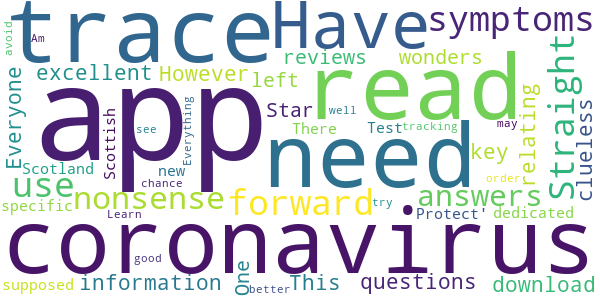 trace Have symptoms
avoid Am reviews wonders
Everyone excellent However left Star
app read Straight
coronavirus need
Scottish see Everything well There Test tracking may
relating clueless
Scotland new chance key order
use nonsense forward try answers
specific Learn Protect' dedicated
good
supposed information One better This questions download